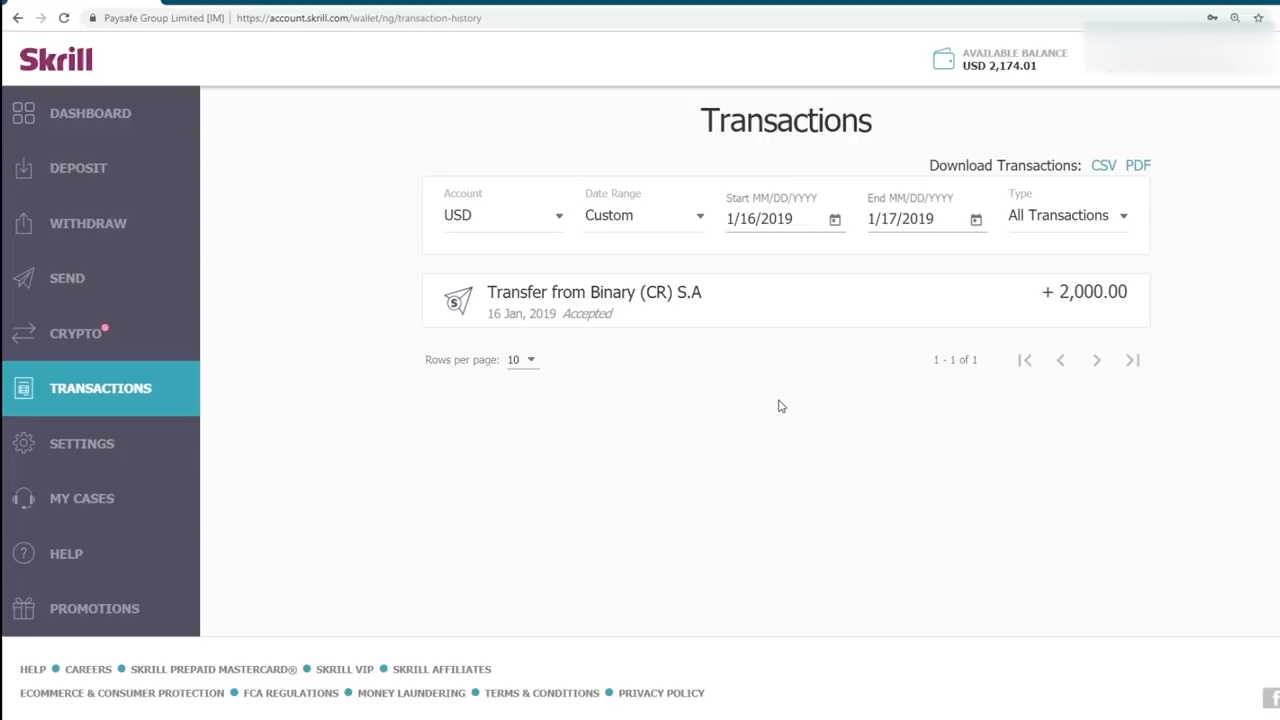 Paysafe Group Limited [IM] | https://account.skrill.com/wallet/ng/transaction-history
Skrill
AVAILABLE BALANCE
USD 2,174.01
DASHBOARD
DEPOSIT
WITHDRAW
SEND
CRYPTO
TRANSACTIONS
SETTINGS
MY CASES
HELP
PROMOTIONS
Transactions
Download Transactions: CSV PDF
Account Date Range Start MM/DD/YYYY End MM/DD/YYYY Type
USD Custom 1/16/2019 1/17/2019 All Transactions
Transfer from Binary (CR) S.A + 2,000.00
16 Jan, 2019 Accepted
Rows per page: 10 1 - 1 of 1
HELP CAREERS SKRILL PREPAID MASTERCARD® SKRILL VIP SKRILL AFFILIATES
ECOMMERCE & CONSUMER PROTECTION FCA REGULATIONS MONEY LAUNDERING TERMS & CONDITIONS PRIVACY POLICY